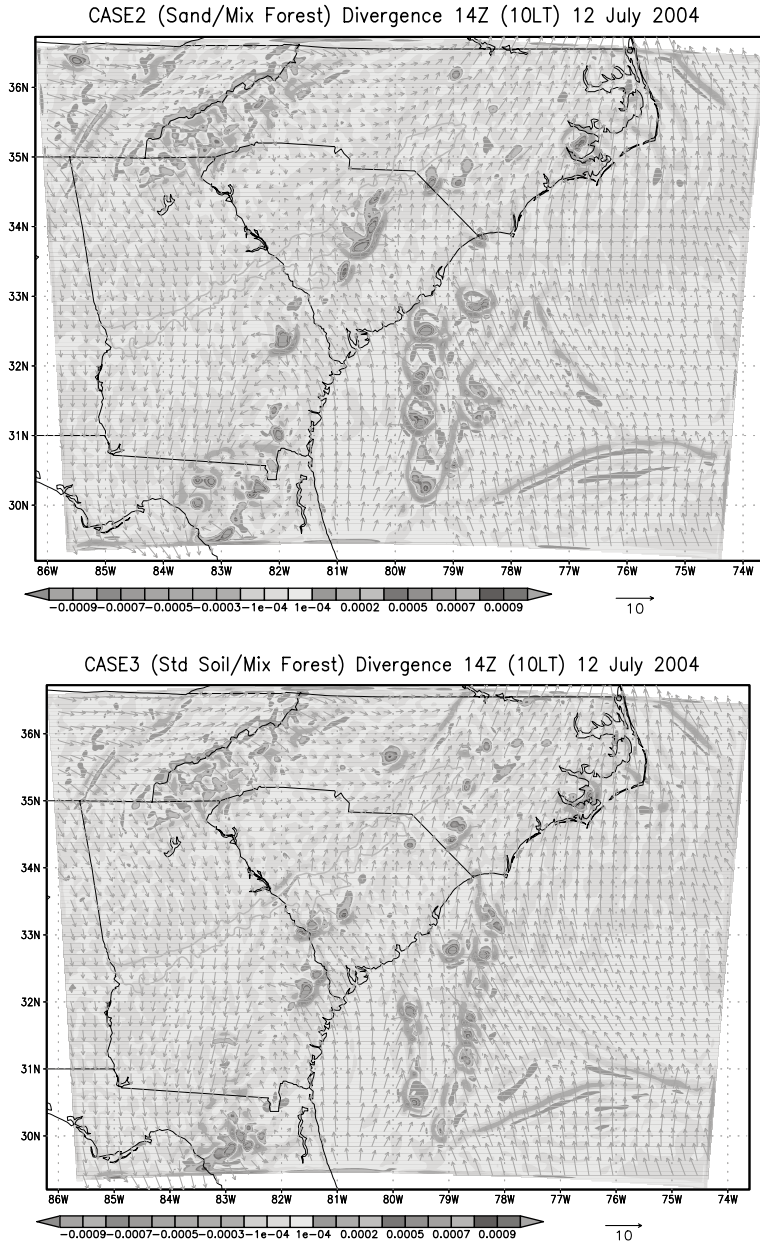 CASE2 (Sand/Mix Forest) Divergence 14Z (10LT) 12 July 2004
36N
35N
34N
33N
32N
31N
30N
86W 85W 84W 83W 82W 81W 80W 79W 78W 77W 76W 75W 74W
-0.0009-0.0007-0.0005-0.0003-1e-04 1e-04 0.0002 0.0005 0.0007 0.0009
10
CASE3 (Std Soil/Mix Forest) Divergence 14Z (10LT) 12 July 2004
36N
35N
34N
33N
32N
31N
30N
86W 85W 84W 83W 82W 81W 80W 79W 78W 77W 76W 75W 74W
-0.0009-0.0007-0.0005-0.0003-1e-04 1e-04 0.0002 0.0005 0.0007 0.0009
10